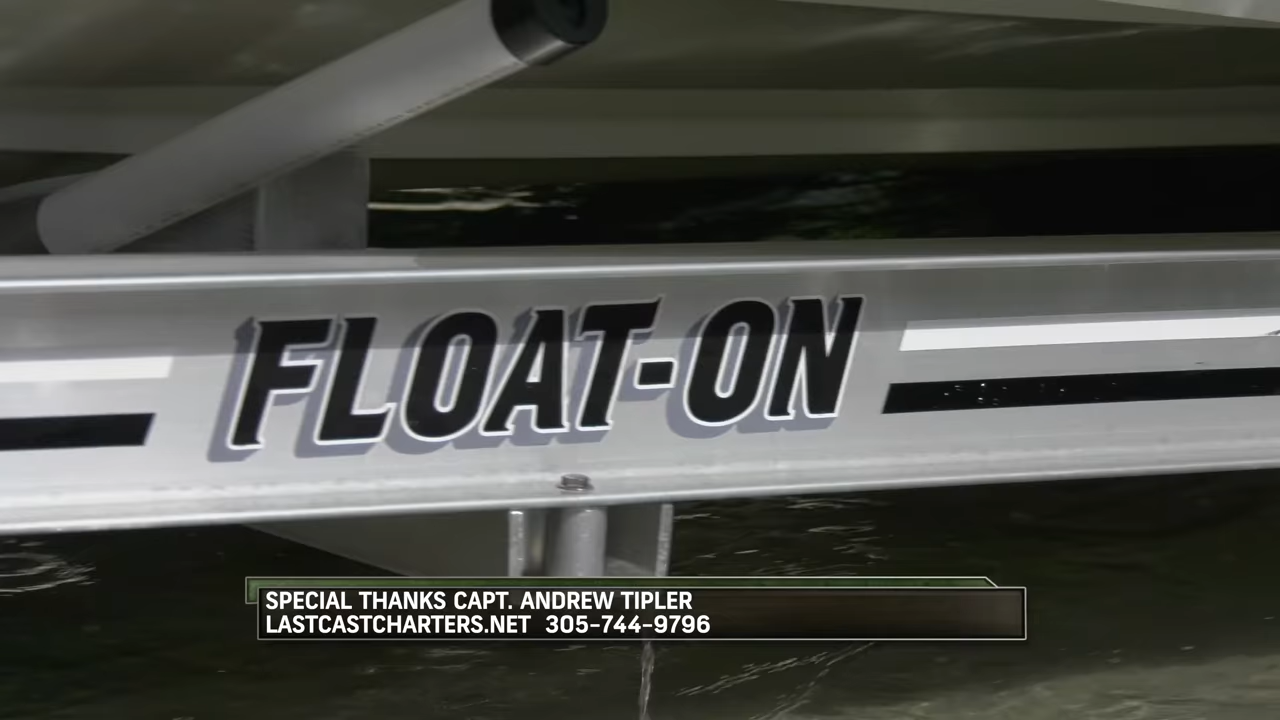 FLOAT-ON
SPECIAL THANKS CAPT. ANDREW TIPLER
LASTCASTCHARTERS.NET 305-744-9796